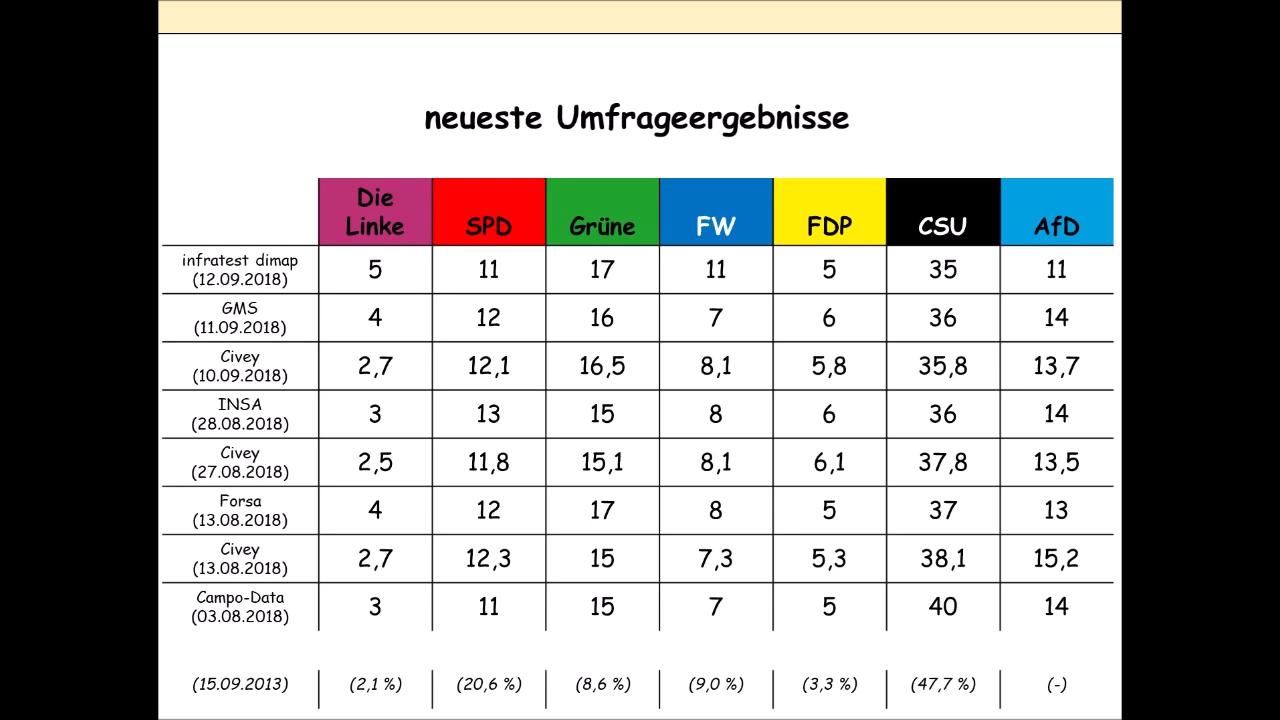 neueste Umfrageergebnisse
Die Linke SPD Grüne FW FDP CSU AfD
infratest dimap (12.09.2018) 5 11 17 11 5 35 11
GMS (11.09.2018) 4 12 16 7 6 36 14
Civey (10.09.2018) 2,7 12,1 16,5 8,1 5,8 35,8 13,7
INSA (28.08.2018) 3 13 15 8 6 36 14
Civey (27.08.2018) 2,5 11,8 15,1 8,1 6,1 37,8 13,5
Forsa (13.08.2018) 4 12 17 8 5 37 13
Civey (13.08.2018) 2,7 12,3 15 7,3 5,3 38,1 15,2
Campo-Data (03.08.2018) 3 11 15 7 5 40 14
(15.09.2013) (2,1 %) (20,6 %) (8,6 %) (9,0 %) (3,3 %) (47,7 %) (-)